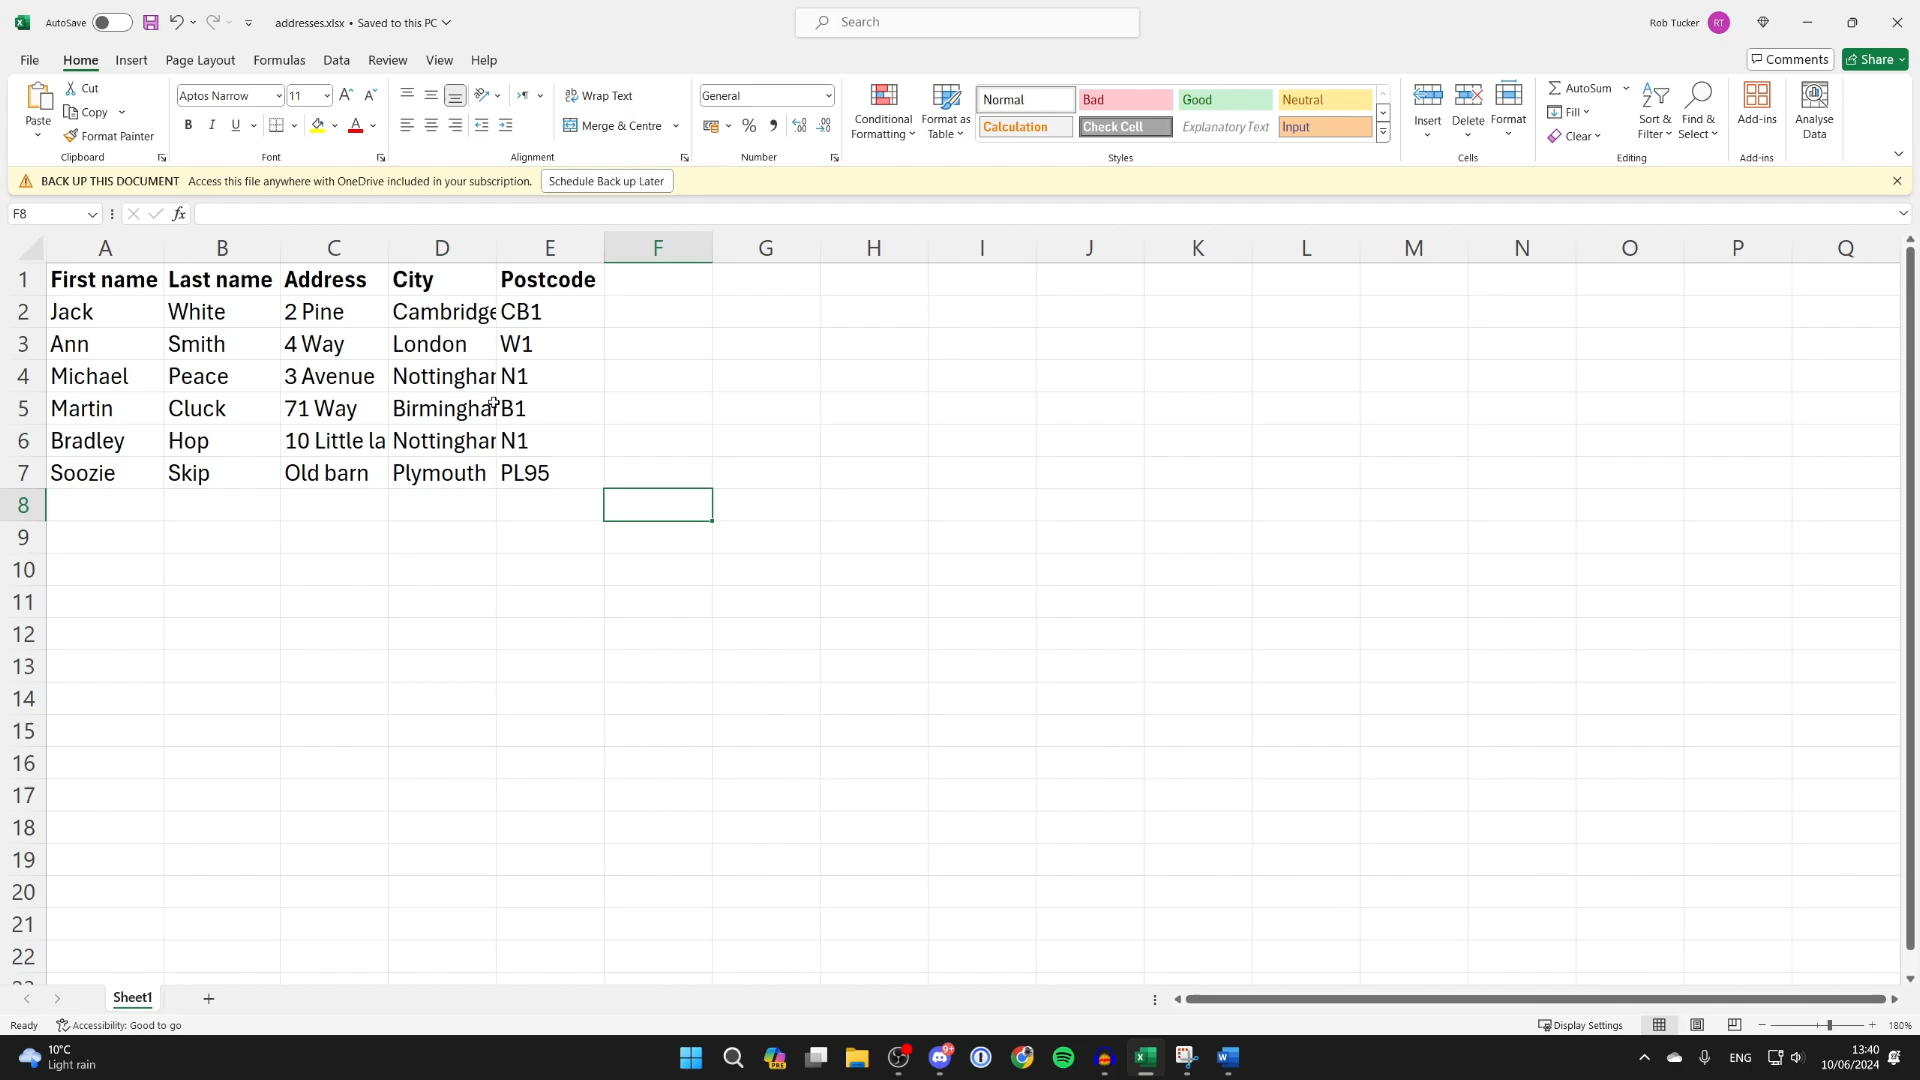 AutoSave addresses.xlsx • Saved to this PC Search Rob Tucker RT
File Home Insert Page Layout Formulas Data Review View Help Comments Share
Paste Cut Copy Format Painter Clipboard
Aptos Narrow 11 B I U A Font
Wrap Text Merge & Centre Alignment
General % Number
Conditional Formatting Format as Table
Normal Bad Good Neutral
Calculation Check Cell Explanatory Text Input
Styles
Insert Delete Format Cells
AutoSum Fill Clear Sort & Filter Find & Select Editing
Add-ins Add-ins
Analyse Data
BACK UP THIS DOCUMENT Access this file anywhere with OneDrive included in your subscription. Schedule Back up Later
F8 fx
A B C D E F G H I J K L M N O P Q
1 First name Last name Address City Postcode
2 Jack White 2 Pine Cambridge CB1
3 Ann Smith 4 Way London W1
4 Michael Peace 3 Avenue Nottinghar N1
5 Martin Cluck 71 Way Birminghar B1
6 Bradley Hop 10 Little la Nottinghar N1
7 Soozie Skip Old barn Plymouth PL95
8
9
10
11
12
13
14
15
16
17
18
19
20
21
22
Sheet1
Ready Accessibility: Good to go Display Settings 180%
10°C
Light rain
PRE 9+ ENG 13:40
10/06/2024